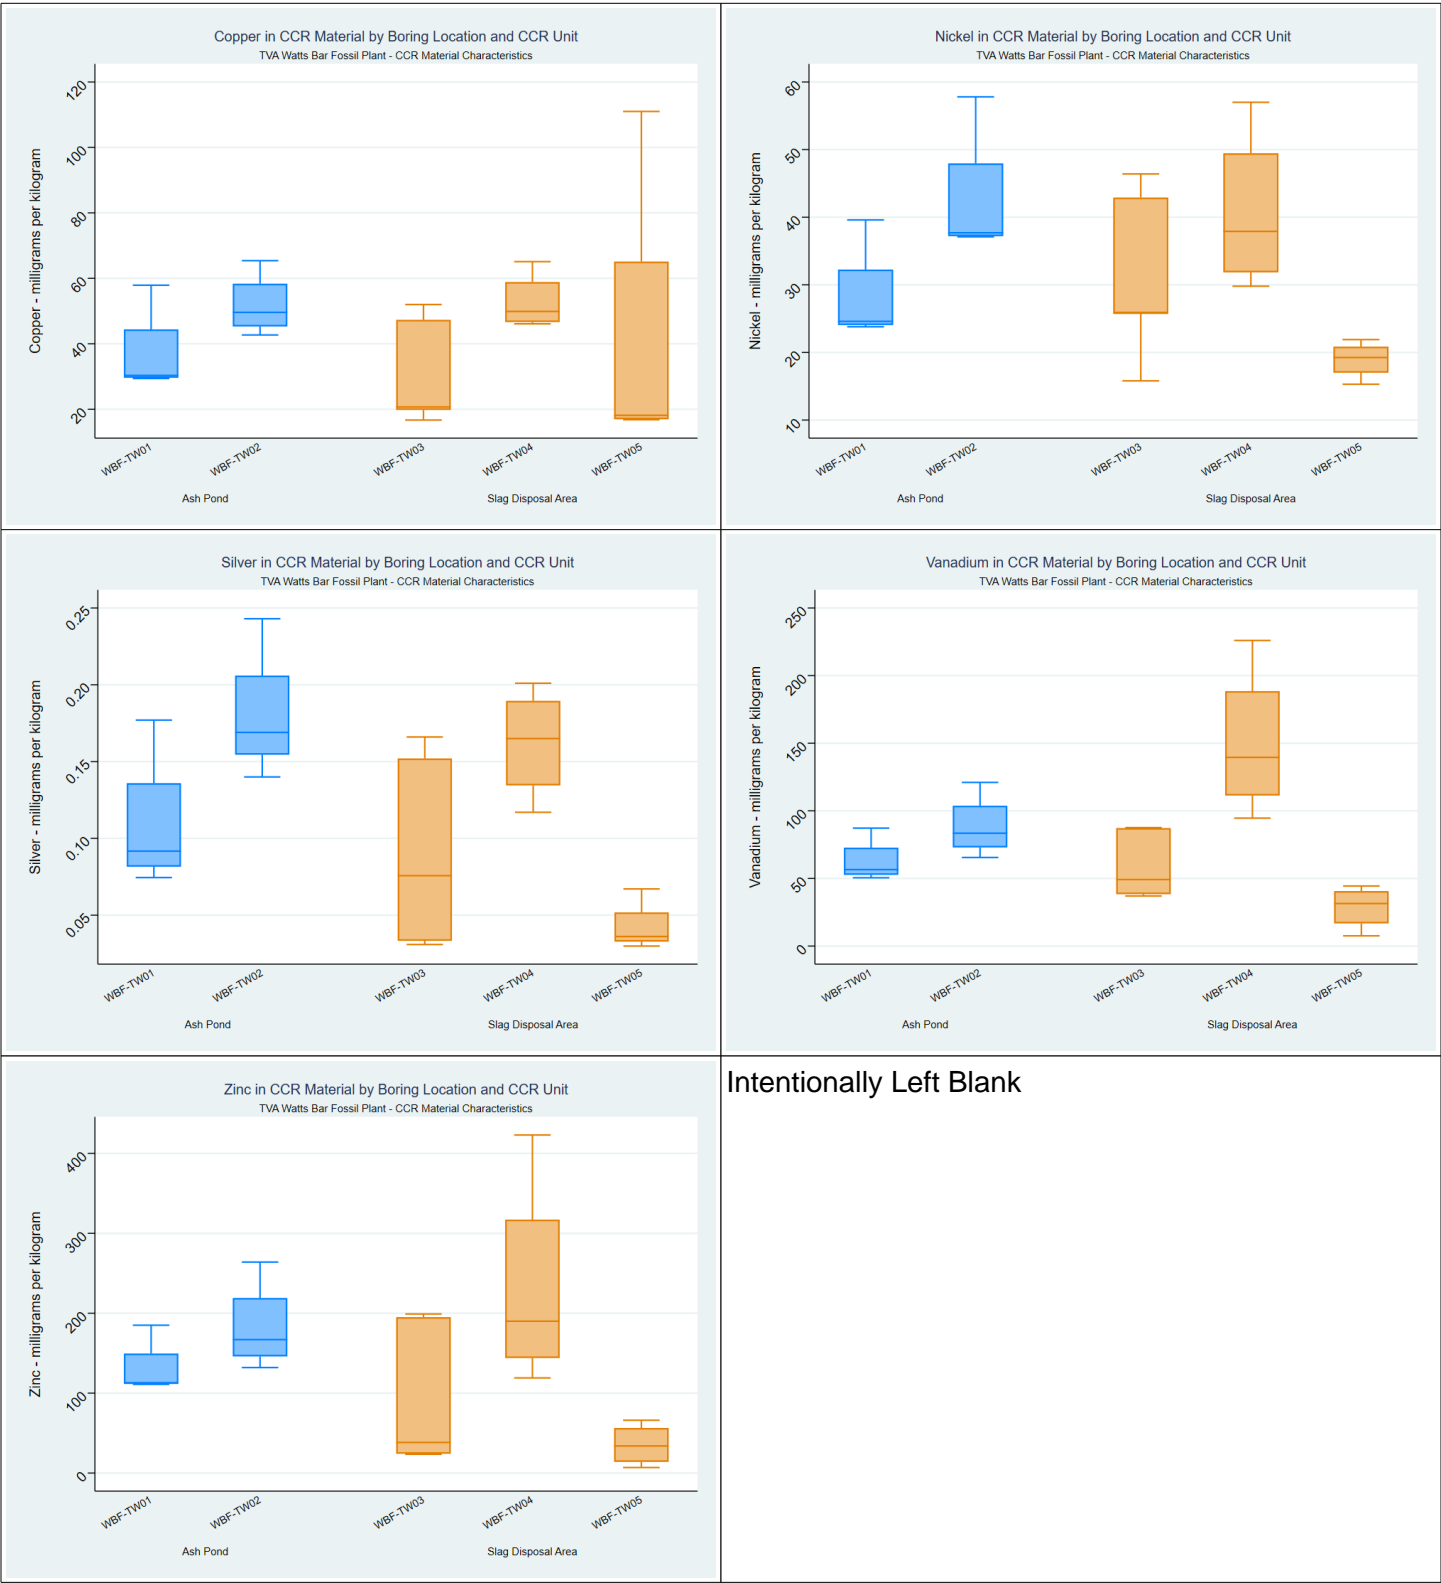 Copper in CCR Material by Boring Location and CCR Unit
TVA Watts Bar Fossil Plant - CCR Material Characteristics
Copper - milligrams per kilogram
120
100
80
60
40
20
WBF-TW01
WBF-TW02
WBF-TW03
WBF-TW04
WBF-TW05
Ash Pond
Slag Disposal Area
Nickel in CCR Material by Boring Location and CCR Unit
TVA Watts Bar Fossil Plant - CCR Material Characteristics
Nickel - milligrams per kilogram
60
50
40
30
20
10
WBF-TW01
WBF-TW02
WBF-TW03
WBF-TW04
WBF-TW05
Ash Pond
Slag Disposal Area
Silver in CCR Material by Boring Location and CCR Unit
TVA Watts Bar Fossil Plant - CCR Material Characteristics
Silver - milligrams per kilogram
0.25
0.20
0.15
0.10
0.05
WBF-TW01
WBF-TW02
WBF-TW03
WBF-TW04
WBF-TW05
Ash Pond
Slag Disposal Area
Vanadium in CCR Material by Boring Location and CCR Unit
TVA Watts Bar Fossil Plant - CCR Material Characteristics
Vanadium - milligrams per kilogram
250
200
150
100
50
0
WBF-TW01
WBF-TW02
WBF-TW03
WBF-TW04
WBF-TW05
Ash Pond
Slag Disposal Area
Zinc in CCR Material by Boring Location and CCR Unit
TVA Watts Bar Fossil Plant - CCR Material Characteristics
Zinc - milligrams per kilogram
400
300
200
100
0
WBF-TW01
WBF-TW02
WBF-TW03
WBF-TW04
WBF-TW05
Ash Pond
Slag Disposal Area
Intentionally Left Blank